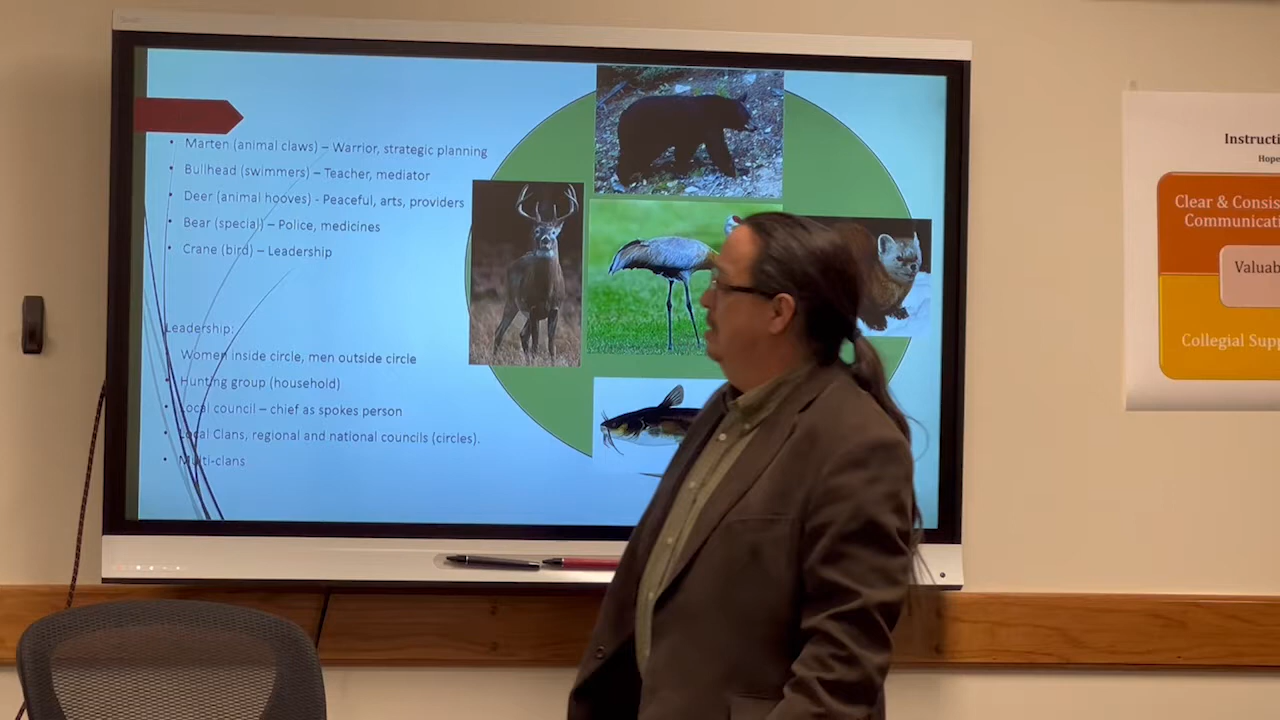 Marten (animal claws) – Warrior, strategic planning
Bullhead (swimmers) – Teacher, mediator
Deer (animal hooves) - Peaceful, arts, providers
Bear (special) – Police, medicines
Crane (bird) – Leadership
Leadership:
Women inside circle, men outside circle
Hunting group (household)
Local council – chief as spokes person
Local Clans, regional and national councils (circles).
Multi-clans
Instructi
Hope
Clear & Consis
Communicati
Valuab
Collegial Supp